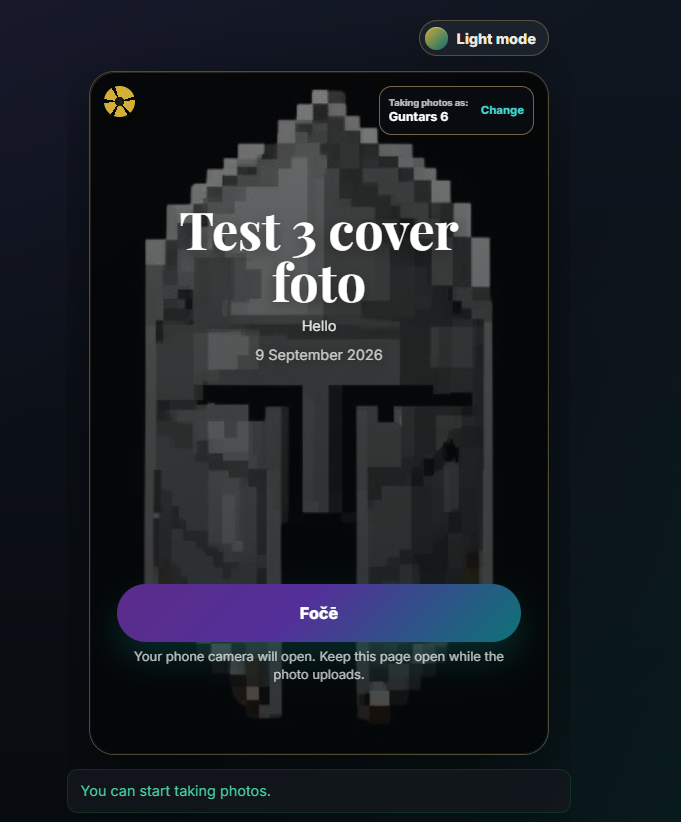 Light mode
Taking photos as:
Guntars 6
Change
Test 3 cover
foto
Hello
9 September 2026
Fočē
Your phone camera will open. Keep this page open while the
photo uploads.
You can start taking photos.